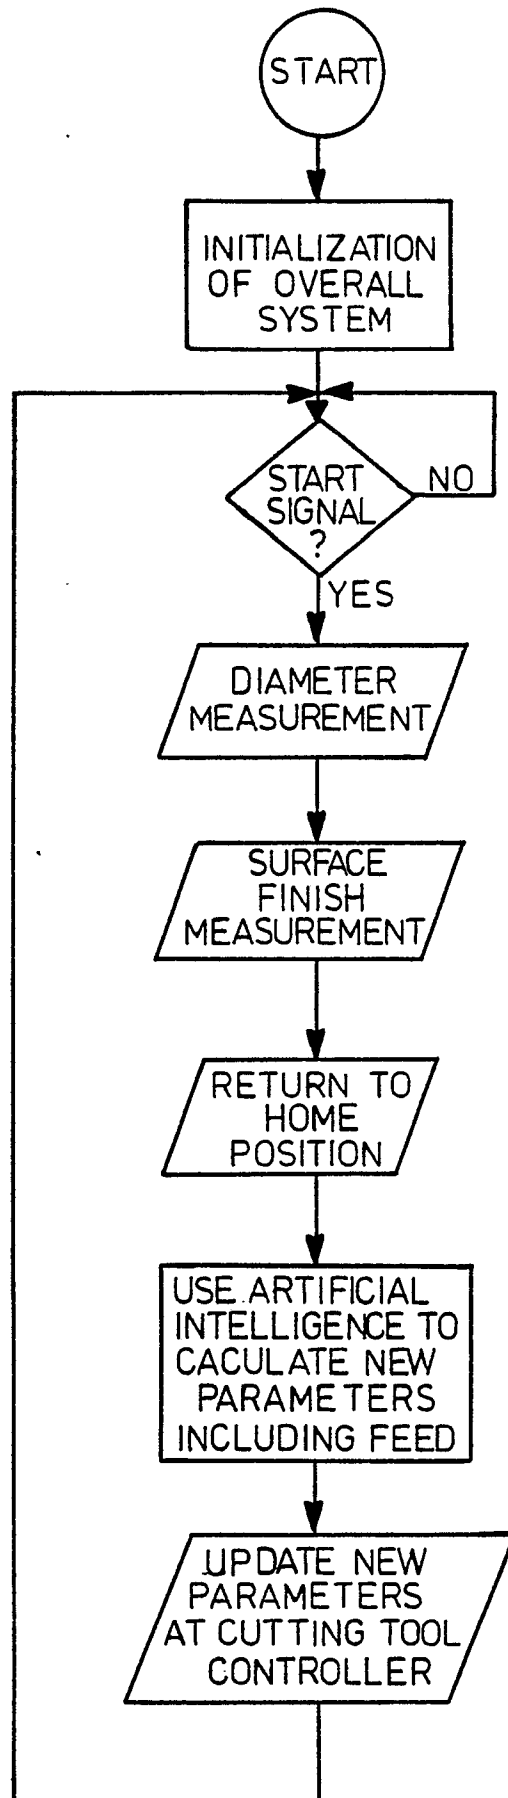 START
INITIALIZATION
OF OVERALL
SYSTEM
START
SIGNAL
?
NO
YES
DIAMETER
MEASUREMENT
SURFACE
FINISH
MEASUREMENT
RETURN TO
HOME
POSITION
USE ARTIFICIAL
INTELLIGENCE TO
CACULATE NEW
PARAMETERS
INCLUDING FEED
UPDATE NEW
PARAMETERS
AT CUTTING TOOL
CONTROLLER